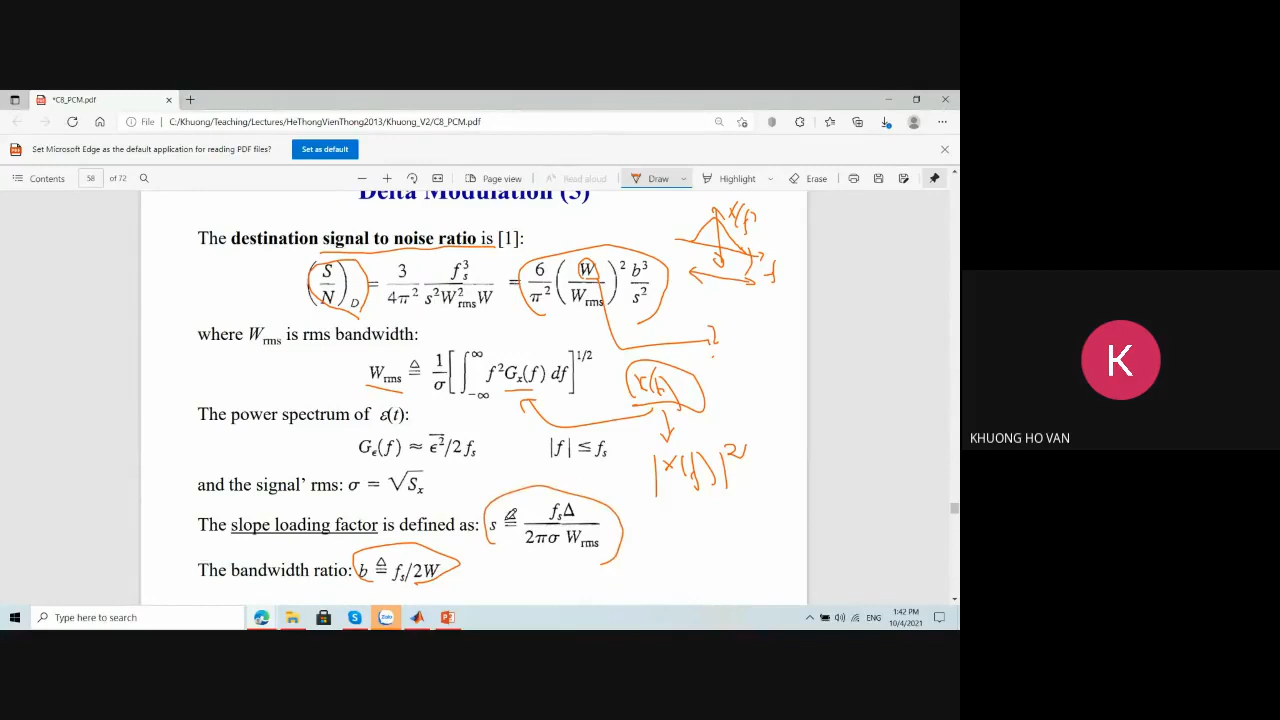 *C8_PCM.pdf
File | C:/Khuong/Teaching/Lectures/HeThongVienThong2013/Khuong_V2/C8_PCM.pdf
Set Microsoft Edge as the default application for reading PDF files? Set as default
Contents 58 of 72 Page view Read aloud Draw Highlight Erase
Delta Modulation (5)
The destination signal to noise ratio is [1]:
(S/N)_D = 3/(4π²) f_s³/(s²W²_rms W) = 6/π² (W/W_rms)² b³/s²
where W_rms is rms bandwidth:
W_rms ≜ 1/σ [∫_{-∞}^{∞} f²G_x(f) df]^{1/2}
The power spectrum of ε(t):
G_ϵ(f) ≈ \overline{ϵ²}/2f_s |f| ≤ f_s
and the signal' rms: σ = √S_x
The slope loading factor is defined as: s ≜ f_sΔ/(2πσ W_rms)
The bandwidth ratio: b ≜ f_s/2W
X(f)
f
|X(f)|²
KHUONG HO VAN
K
Type here to search
ENG
1:42 PM
10/4/2021